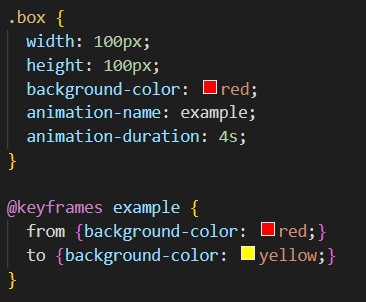 .box {
  width: 100px;
  height: 100px;
  background-color: red;
  animation-name: example;
  animation-duration: 4s;
}

@keyframes example {
  from {background-color: red;}
  to {background-color: yellow;}
}